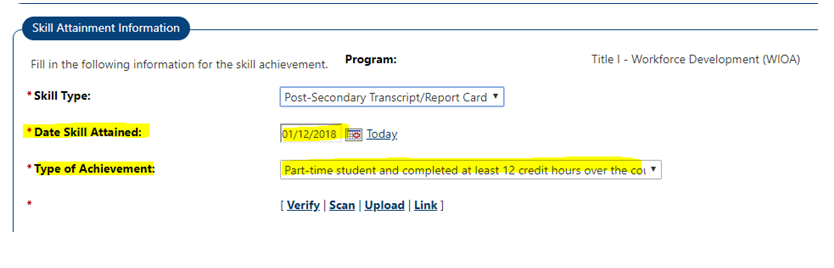 Skill Attainment Information
Fill in the following information for the skill achievement. Program: Title I - Workforce Development (WIOA)
* Skill Type: Post-Secondary Transcript/Report Card
* Date Skill Attained: 01/12/2018 Today
* Type of Achievement: Part-time student and completed at least 12 credit hours over the cou
* [ Verify | Scan | Upload | Link ]